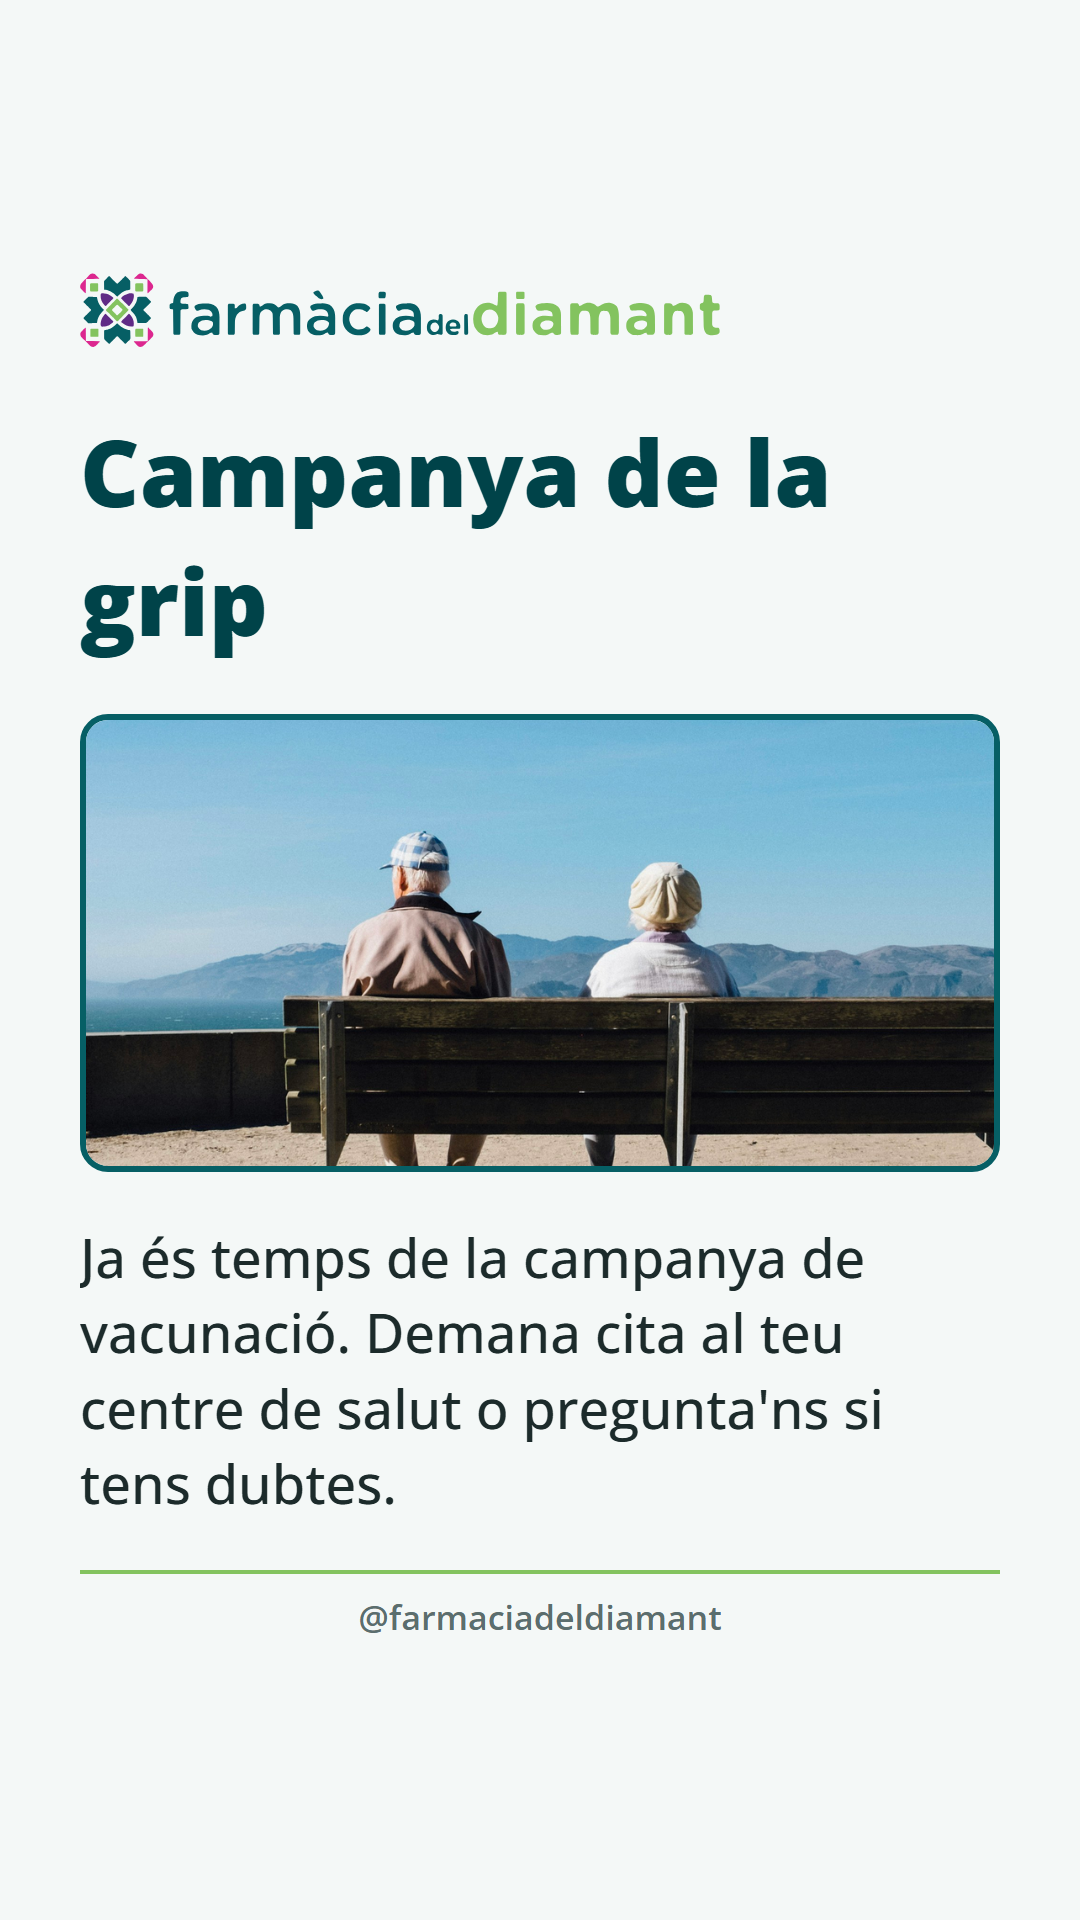 farmàciadeldiamant
Campanya de la
grip
Ja és temps de la campanya de
vacunació. Demana cita al teu
centre de salut o pregunta'ns si
tens dubtes.
@farmaciadeldiamant